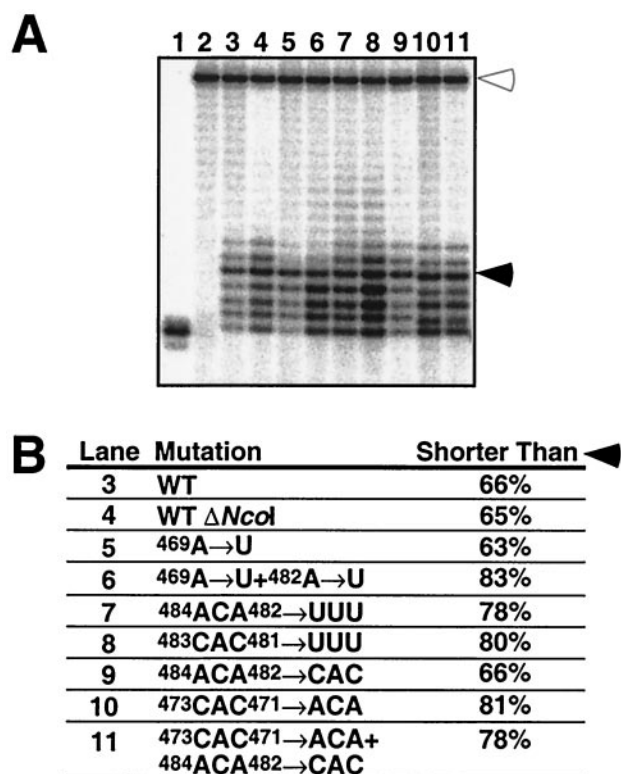 A
1 2 3 4 5 6 7 8 9 10 11
B Lane Mutation Shorter Than
3 WT 66%
4 WT ΔNcoI 65%
5 469A→U 63%
6 469A→U+482A→U 83%
7 484ACA482→UUU 78%
8 483CAC481→UUU 80%
9 484ACA482→CAC 66%
10 473CAC471→ACA 81%
11 473CAC471→ACA+ 78%
484ACA482→CAC